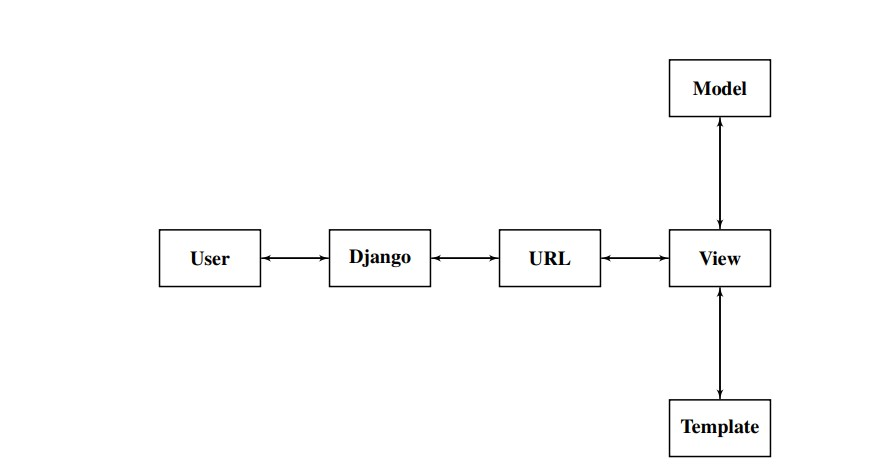 Model
User
Django
URL
View
Template